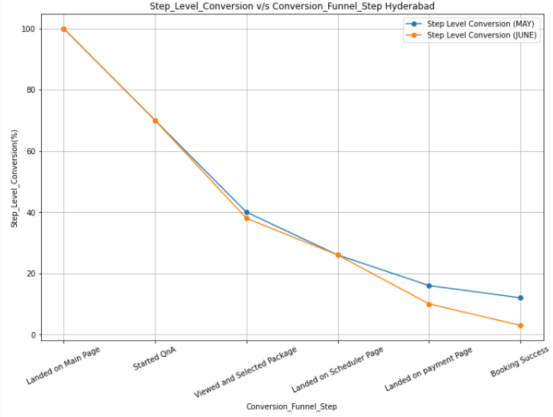 Step_Level_Conversion v/s Conversion_Funnel_Step Hyderabad
Step Level Conversion (MAY)
Step Level Conversion (JUNE)
100
80
60
40
20
0
Step_Level_Conversion(%)
Landed on Main Page
Started QnA
Viewed and Selected Package
Landed on Scheduler Page
Landed on payment Page
Booking Success
Conversion_Funnel_Step